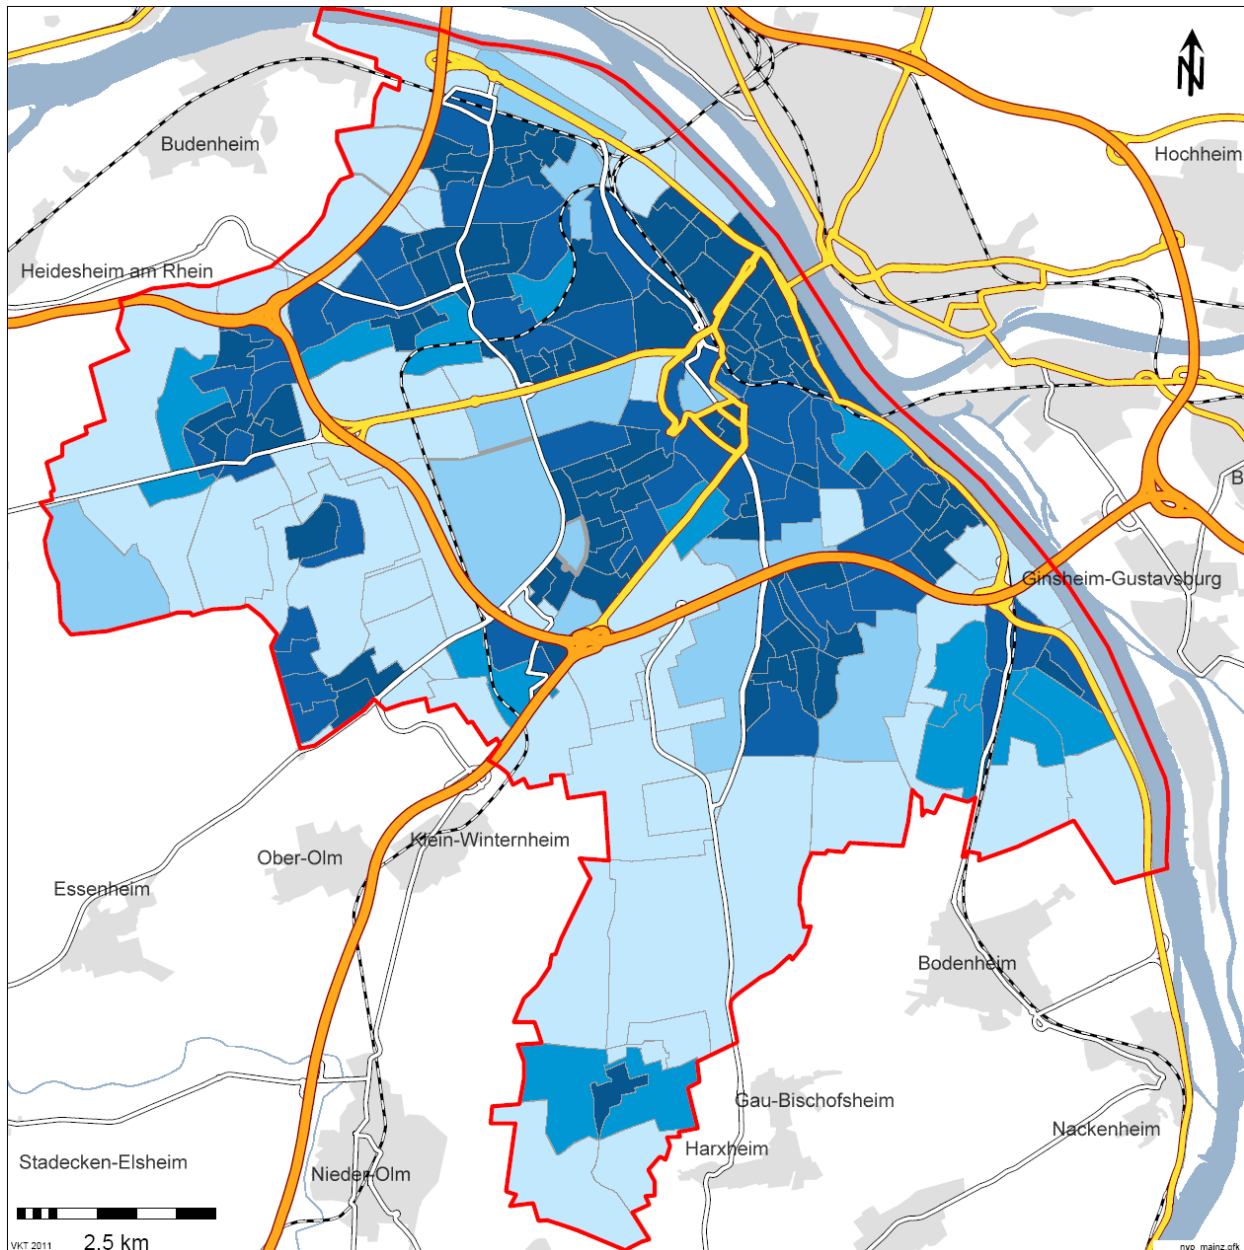 N
Budenheim
Hochheim
Heidesheim am Rhein
B
Ginsheim-Gustavsburg
Klein-Winternheim
Ober-Olm
Essenheim
Bodenheim
Gau-Bischofsheim
Nackenheim
Harxheim
Stadecken-Elsheim
Nieder-Olm
VKT 2011
2.5 km
nvp_mainz.gfk